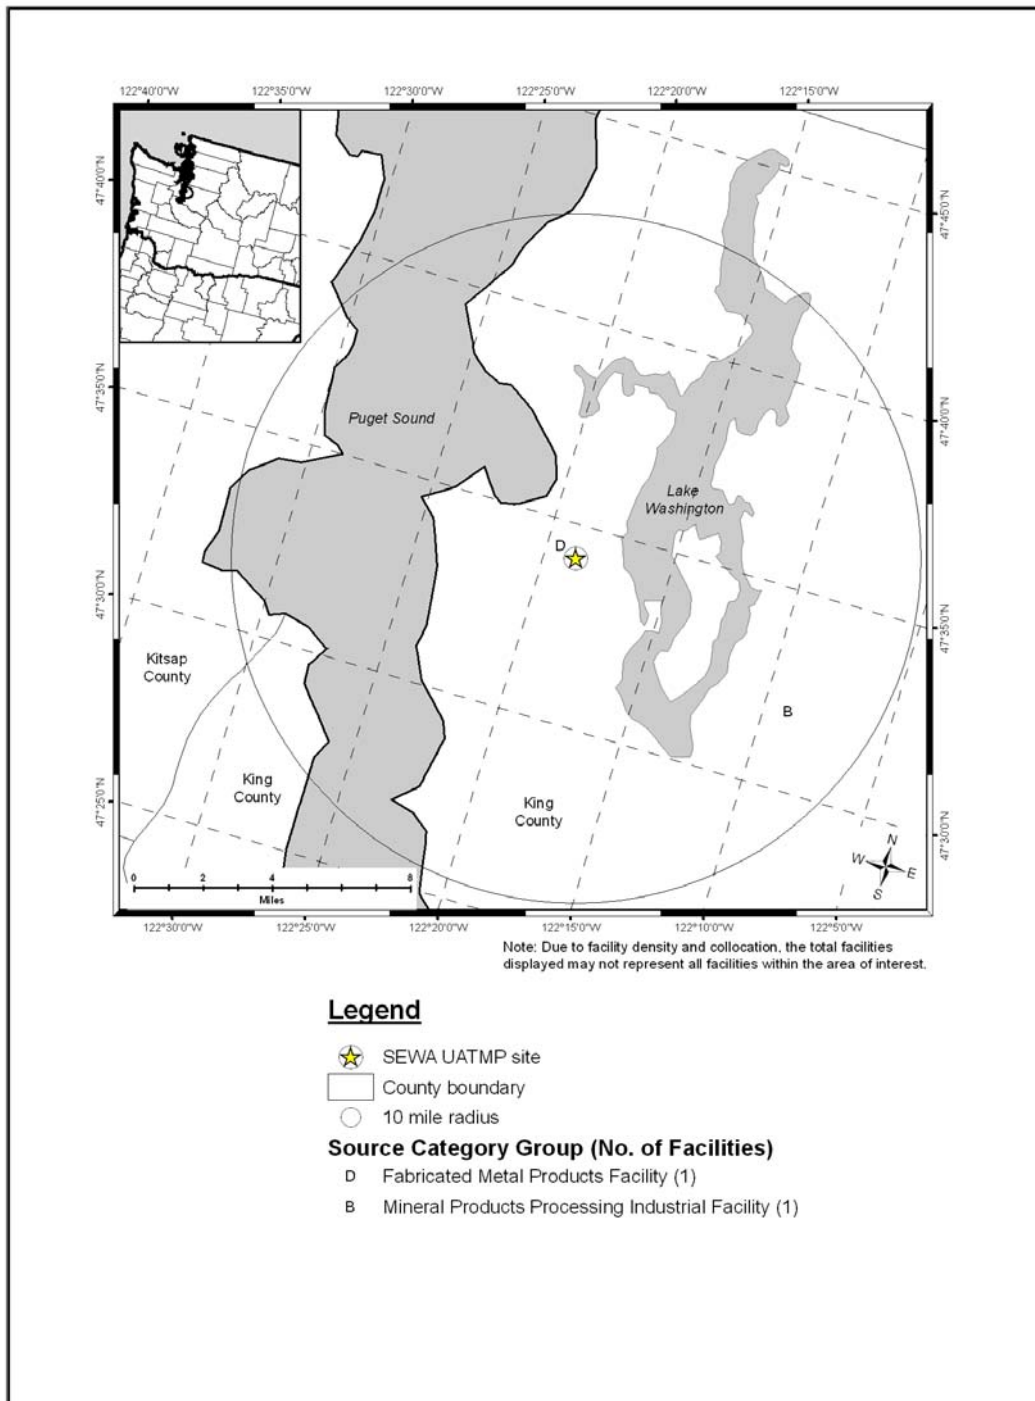 122°40'0"W 122°35'0"W 122°30'0"W 122°25'0"W 122°20'0"W 122°15'0"W
47°40'0"N
47°45'0"N
47°35'0"N
47°40'0"N
Puget Sound
Lake
Washington
D
47°30'0"N
47°35'0"N
Kitsap
County
B
King
County
King
County
47°25'0"N
47°30'0"N
N
W
E
S
0 2 4 6 8
Miles
122°30'0"W 122°25'0"W 122°20'0"W 122°15'0"W 122°10'0"W 122°5'0"W
Note: Due to facility density and collocation, the total facilities
displayed may not represent all facilities within the area of interest.
Legend
SEWA UATMP site
County boundary
10 mile radius
Source Category Group (No. of Facilities)
D Fabricated Metal Products Facility (1)
B Mineral Products Processing Industrial Facility (1)